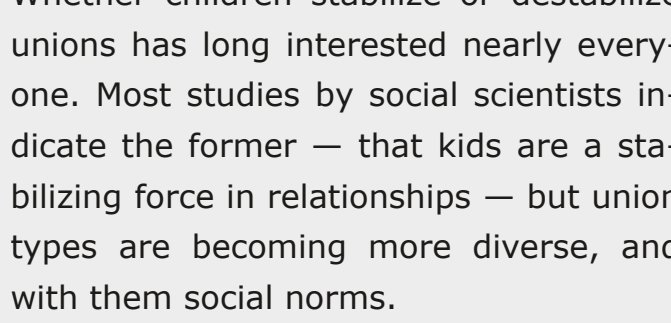 Whether children stabilize or destabilize
unions has long interested nearly every-
one. Most studies by social scientists in-
dicate the former — that kids are a sta-
bilizing force in relationships — but union
types are becoming more diverse, and
with them social norms.